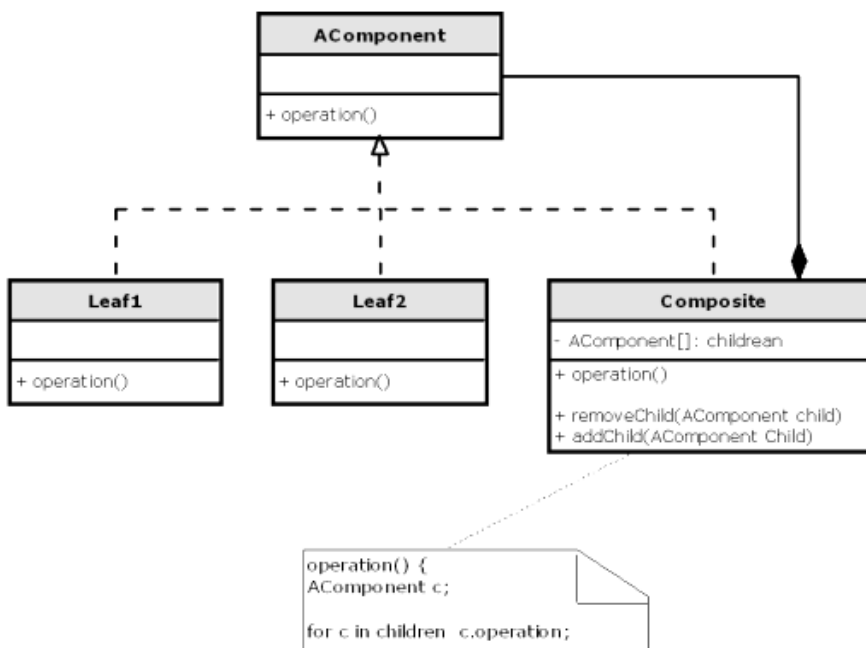 AComponent
+ operation()
Leaf1
+ operation()
Leaf2
+ operation()
Composite
- AComponent[]: childrean
+ operation()
+ removeChild(AComponent child)
+ addChild(AComponent Child)
operation() {
AComponent c;
for c in children c.operation;